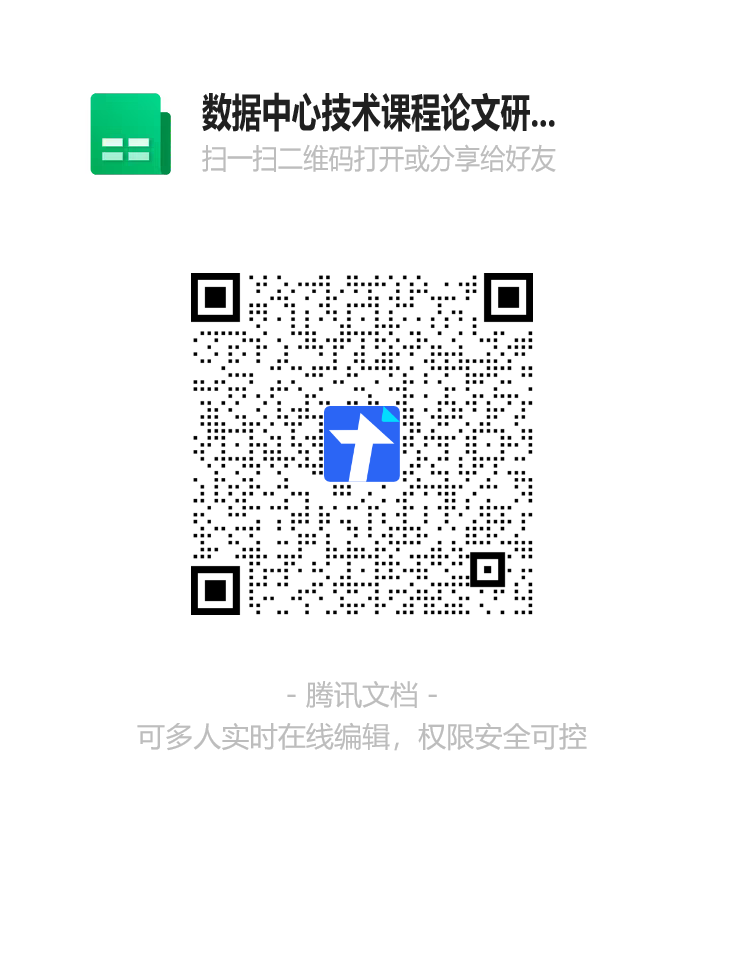 数据中心技术课程论文研...
扫一扫二维码打开或分享给好友
- 腾讯文档 -
可多人实时在线编辑，权限安全可控